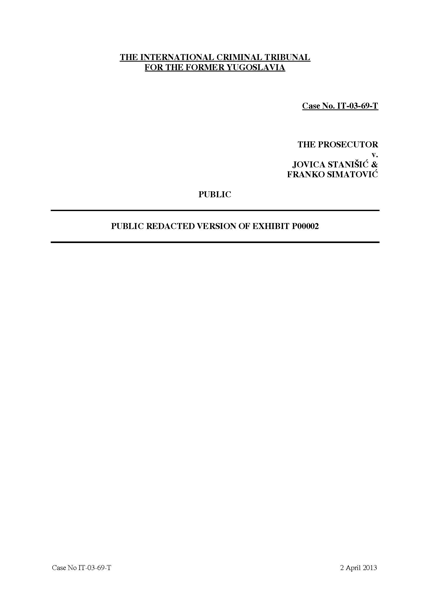 THE INTERNATIONAL CRIMINAL TRIBUNAL
FOR THE FORMER YUGOSLAVIA
Case No. IT-03-69-T
THE PROSECUTOR
v.
JOVICA STANIŠIĆ &
FRANKO SIMATOVIĆ
PUBLIC
PUBLIC REDACTED VERSION OF EXHIBIT P00002
Case No IT-03-69-T
2 April 2013